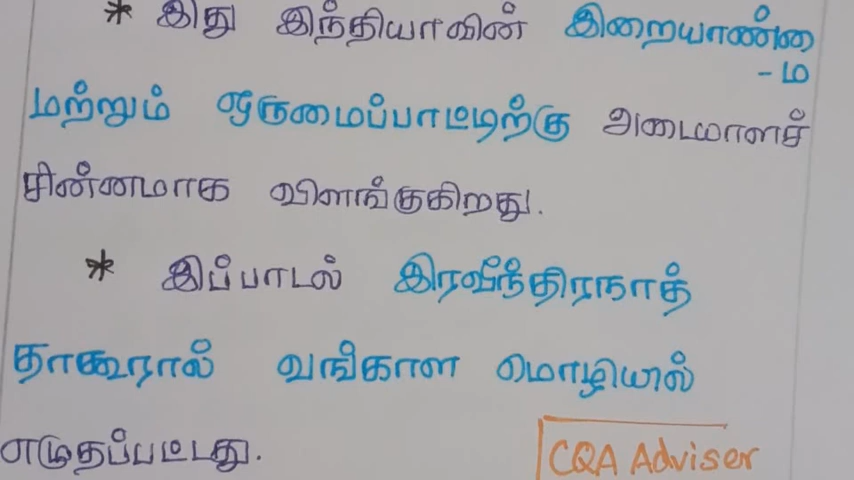 * இது இந்தியாவின் இறையாண்மை
-ம
மற்றும் ஒருமைப்பாட்டிற்கு அடையாளச்
சின்னமாக விளங்குகிறது.
* இப்பாடல் இரவீந்திரநாத்
தாகூரால் வங்காள மொழியில்
எழுதப்பட்டது.
CQA Adviser